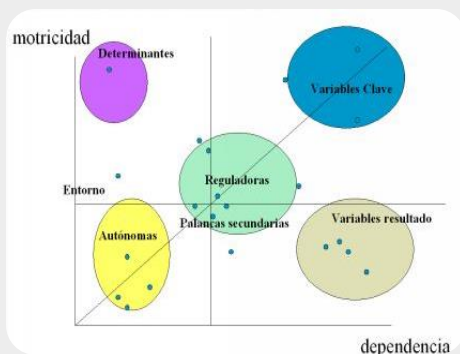 motricidad
Determinantes
Variables Clave
Reguladoras
Entorno
Palancas secundarias
Variables resultado
Autónomas
dependencia